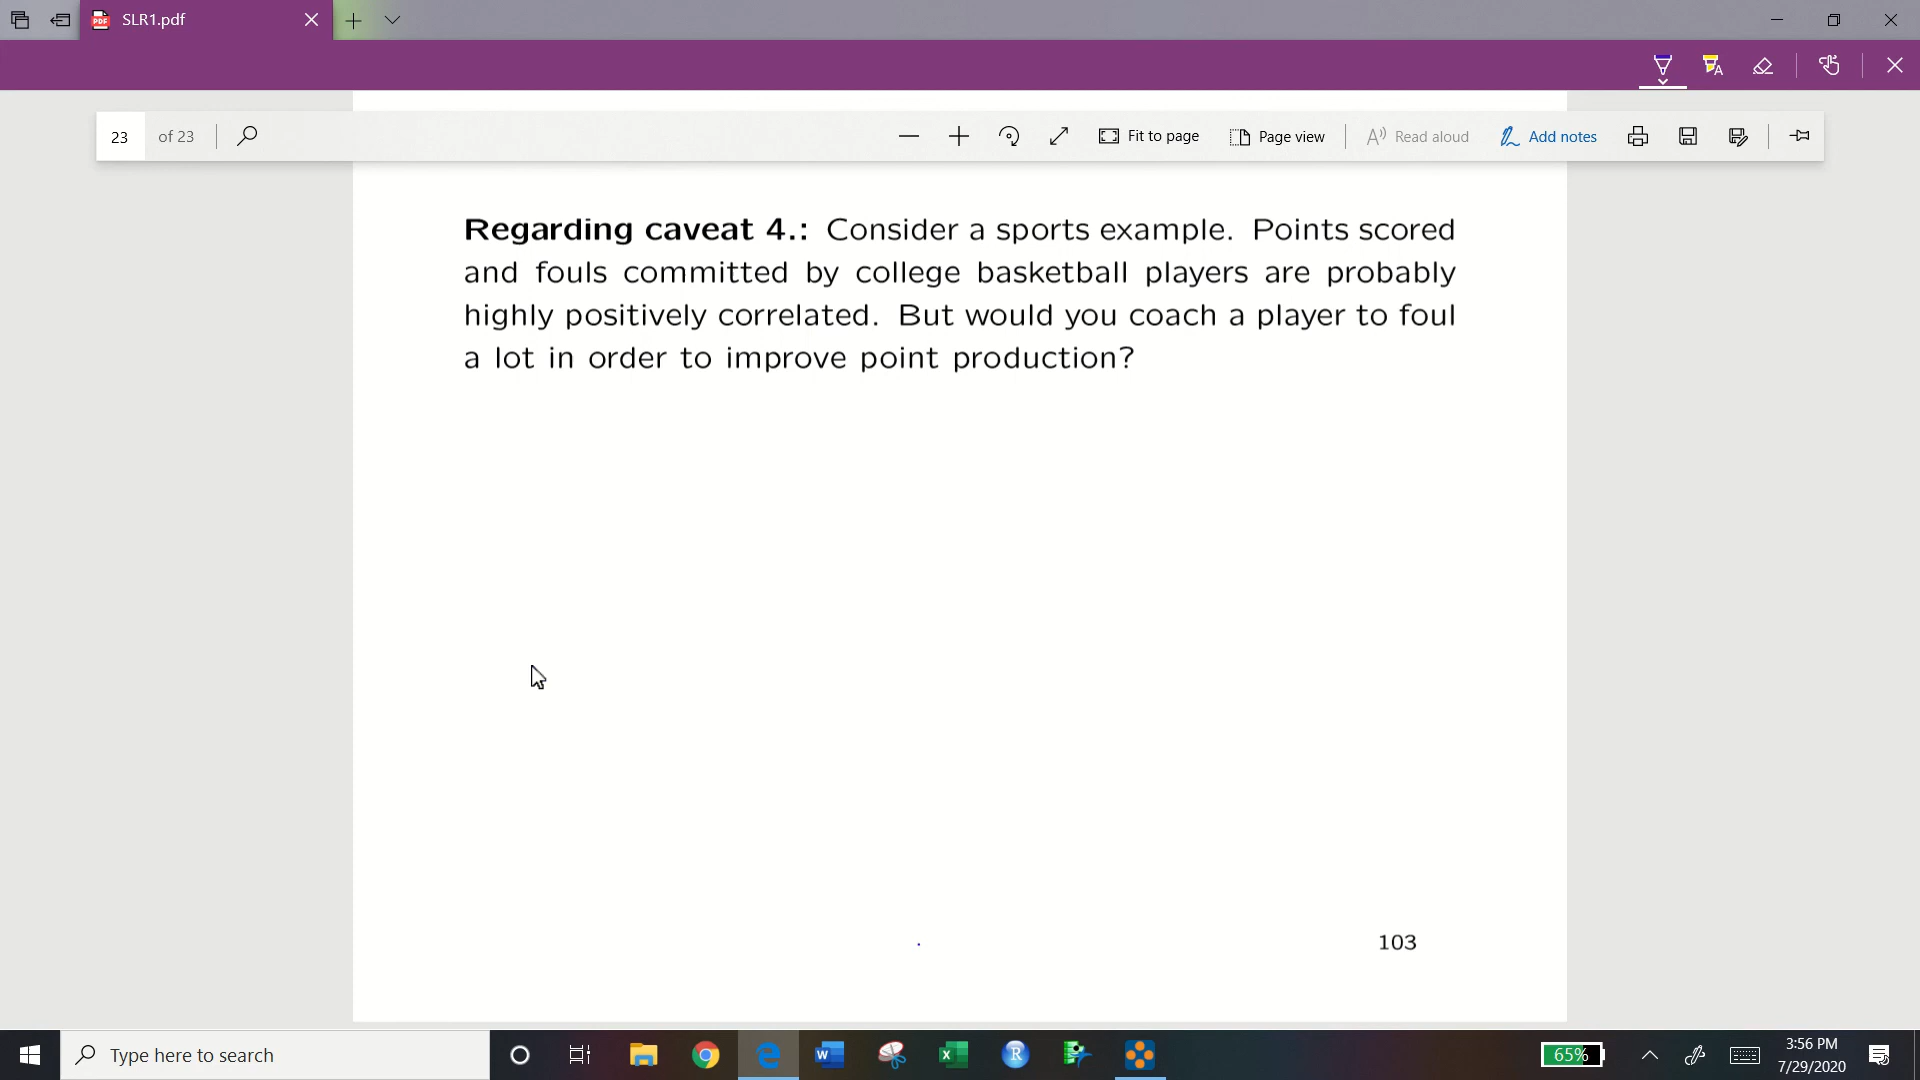 SLR1.pdf
23 of 23 Fit to page Page view Read aloud Add notes
Regarding caveat 4.: Consider a sports example. Points scored
and fouls committed by college basketball players are probably
highly positively correlated. But would you coach a player to foul
a lot in order to improve point production?
103
Type here to search
65%
3:56 PM
7/29/2020